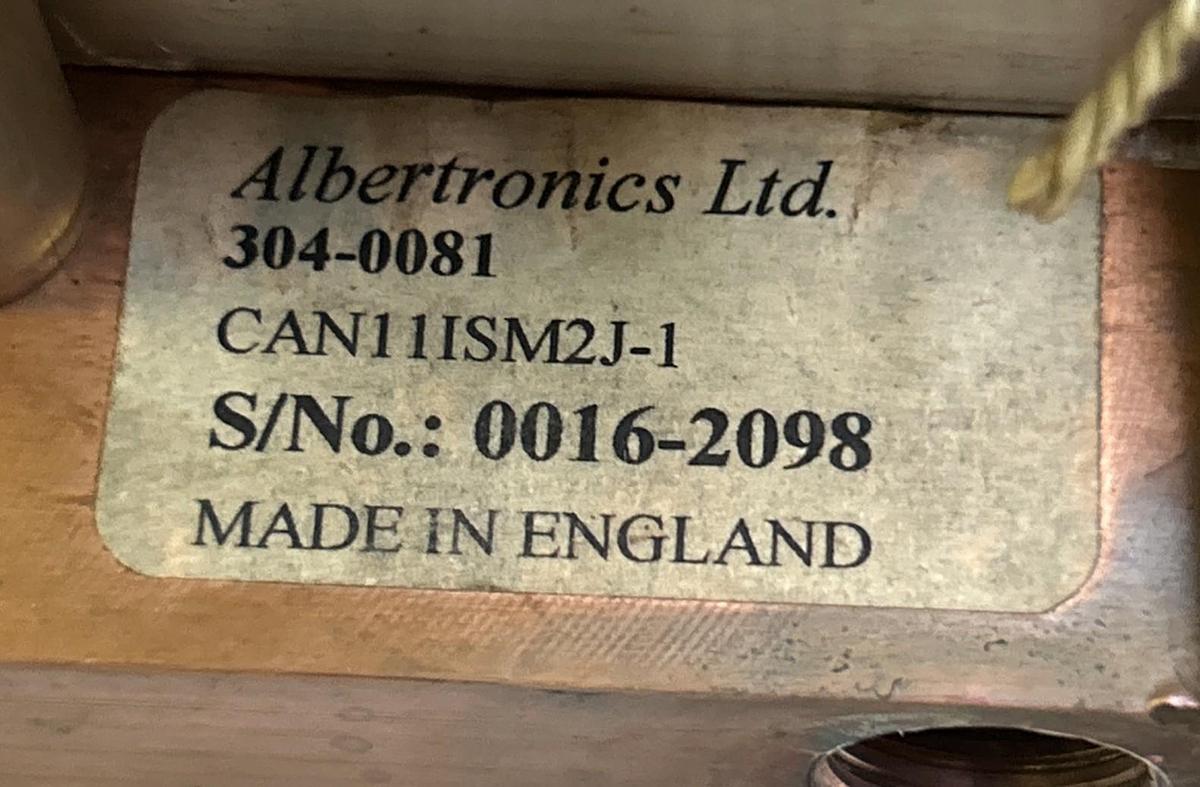 Albertronics Ltd.
304-0081
CAN11ISM2J-1
S/No.: 0016-2098
MADE IN ENGLAND